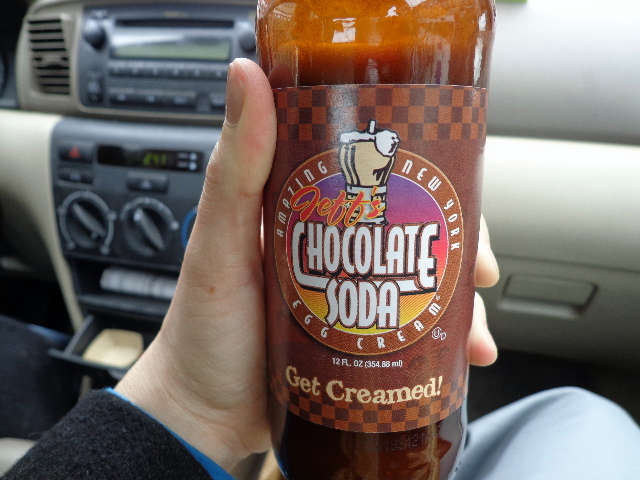 AMAZING NEW YORK
Jeff's
CHOCOLATE
SODA
EGG CREAM
12 FL. OZ (354.88 ml)
Get Creamed!